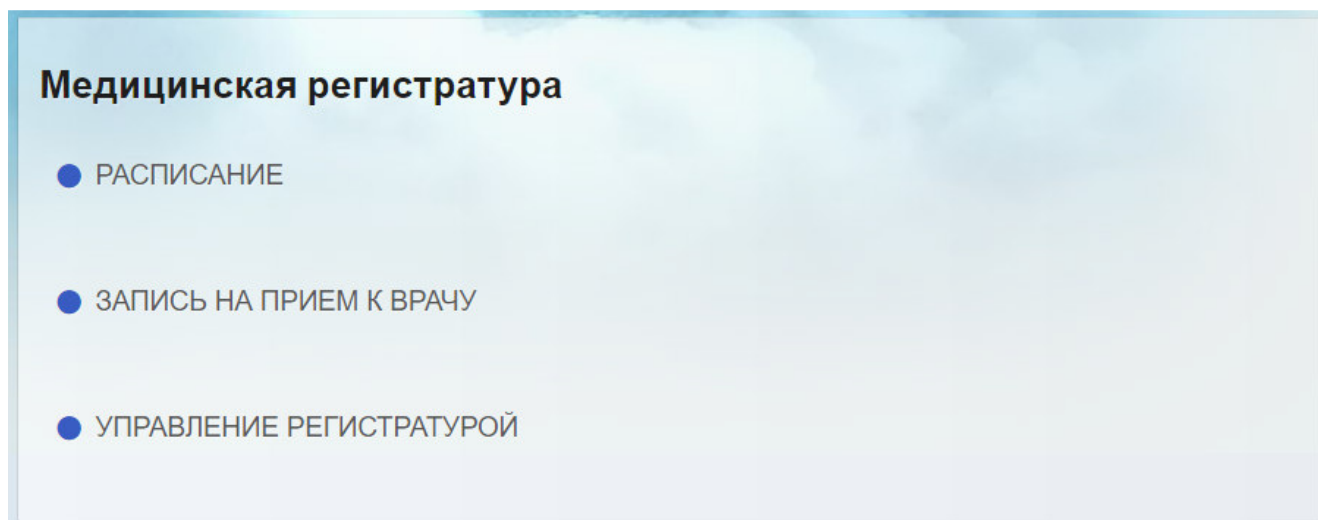 Медицинская регистратура
РАСПИСАНИЕ
ЗАПИСЬ НА ПРИЕМ К ВРАЧУ
УПРАВЛЕНИЕ РЕГИСТРАТУРОЙ